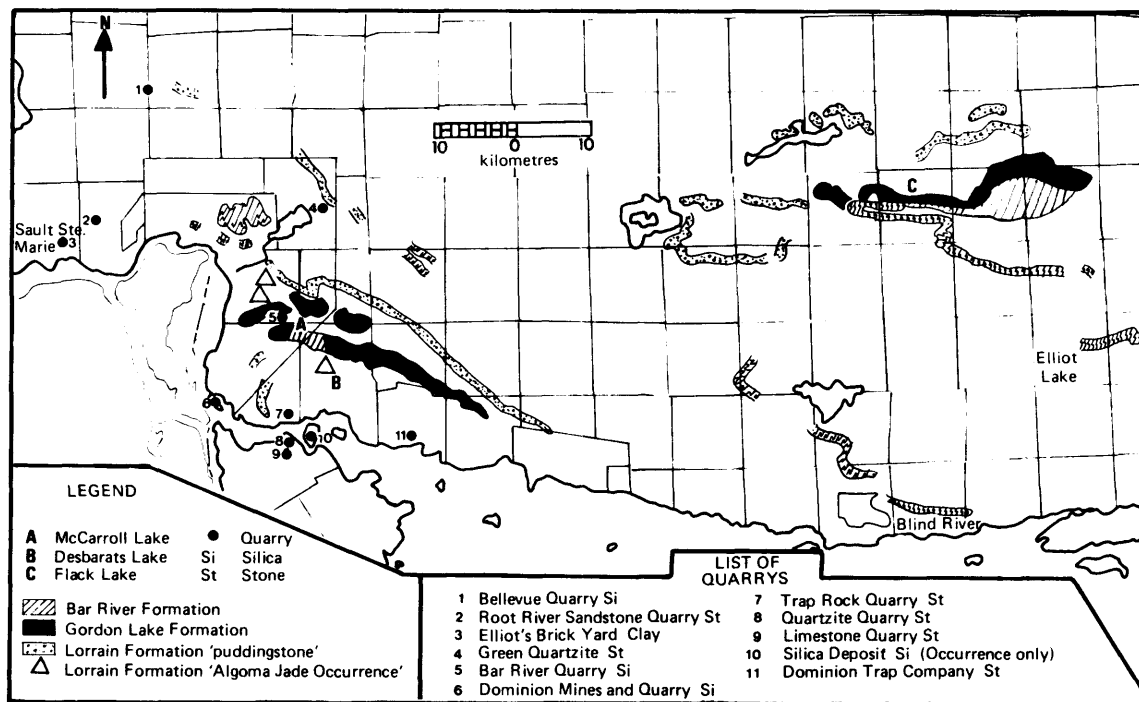 N
1
10 0 10
kilometres
C
4
2
Sault Ste.
Marie 3
5
A
B
Elliot
Lake
6
7
8
10
11
9
Blind River
LEGEND
A McCarroll Lake
B Desbarats Lake
C Flack Lake
● Quarry
Si Silica
St Stone
Bar River Formation
Gordon Lake Formation
Lorrain Formation 'puddingstone'
△ Lorrain Formation 'Algoma Jade Occurrence'
LIST OF
QUARRYS
1 Bellevue Quarry Si
2 Root River Sandstone Quarry St
3 Elliot's Brick Yard Clay
4 Green Quartzite St
5 Bar River Quarry Si
6 Dominion Mines and Quarry Si
7 Trap Rock Quarry St
8 Quartzite Quarry St
9 Limestone Quarry St
10 Silica Deposit Si (Occurrence only)
11 Dominion Trap Company St